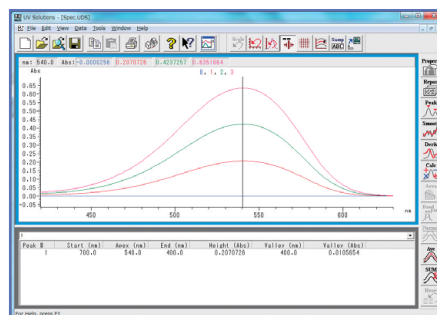 UV Solutions - [Spec.UDS]
File Edit View Data Tools Window Help
nm: 540.0 Abs: -0.0000256 0.2070726 0.4237257 0.6351664
Abs
0, 1, 2, 3
0.65
0.60
0.55
0.50
0.45
0.40
0.35
0.30
0.25
0.20
0.15
0.10
0.05
0.00
-0.05
450 500 550 600 nm
Peak # Start (nm) Apex (nm) End (nm) Height (Abs) Valley (nm) Valley (Abs)
1 700.0 540.0 400.0 0.2070726 400.0 0.0105654
For Help, press F1